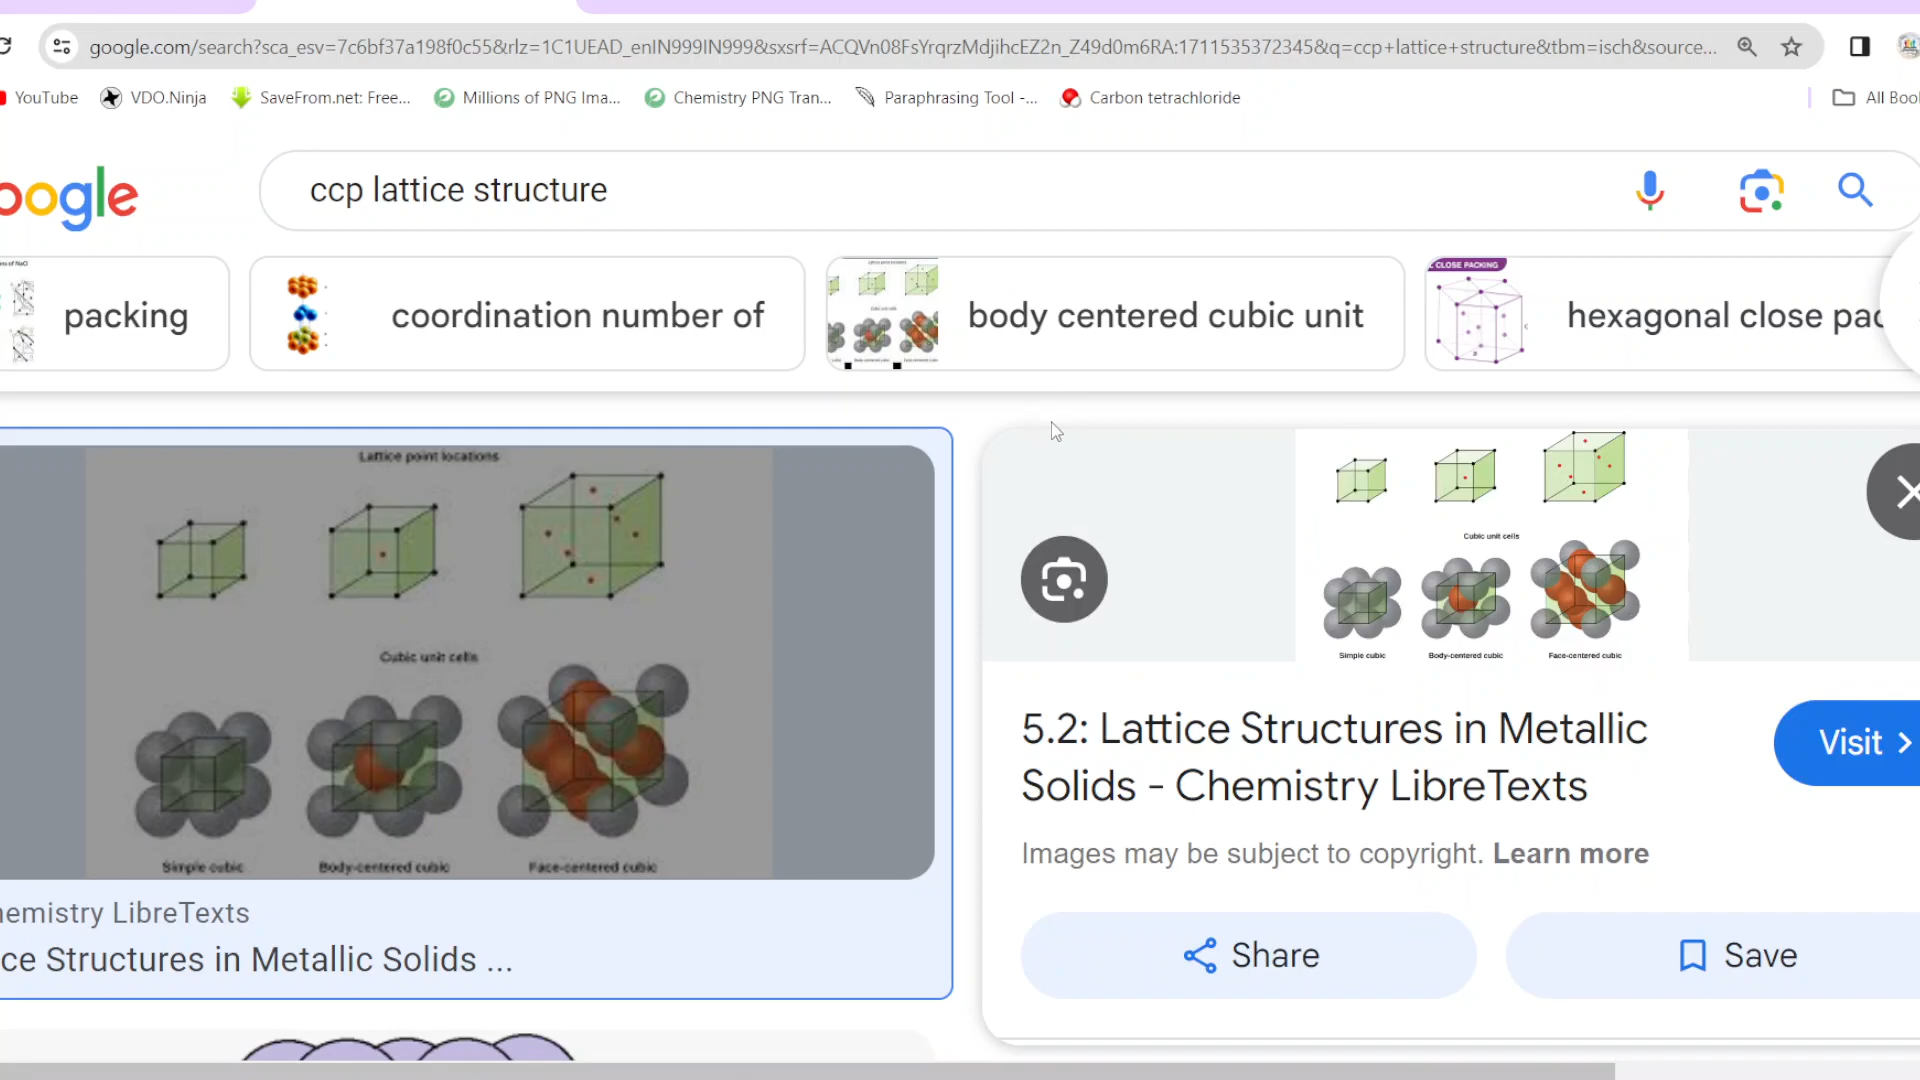 google.com/search?sca_esv=7c6bf37a198f0c55&rlz=1C1UEAD_enIN999IN999&sxsrf=ACQVn08FsYrqrzMdjihcEZ2n_Z49d0m6RA:1711535372345&q=ccp+lattice+structure&tbm=isch&source...
YouTube VDO.Ninja SaveFrom.net: Free... Millions of PNG Ima... Chemistry PNG Tran... Paraphrasing Tool -... Carbon tetrachloride All Bool
oogle
ccp lattice structure
packing
coordination number of
body centered cubic unit
CLOSE PACKING
hexagonal close pac
Lattice point locations
Cubic unit cells
Simple cubic Body-centered cubic Face-centered cubic
hemistry LibreTexts
ce Structures in Metallic Solids ...
Cubic unit cells
Simple cubic Body-centered cubic Face-centered cubic
5.2: Lattice Structures in Metallic
Solids - Chemistry LibreTexts
Visit
Images may be subject to copyright. Learn more
Share
Save